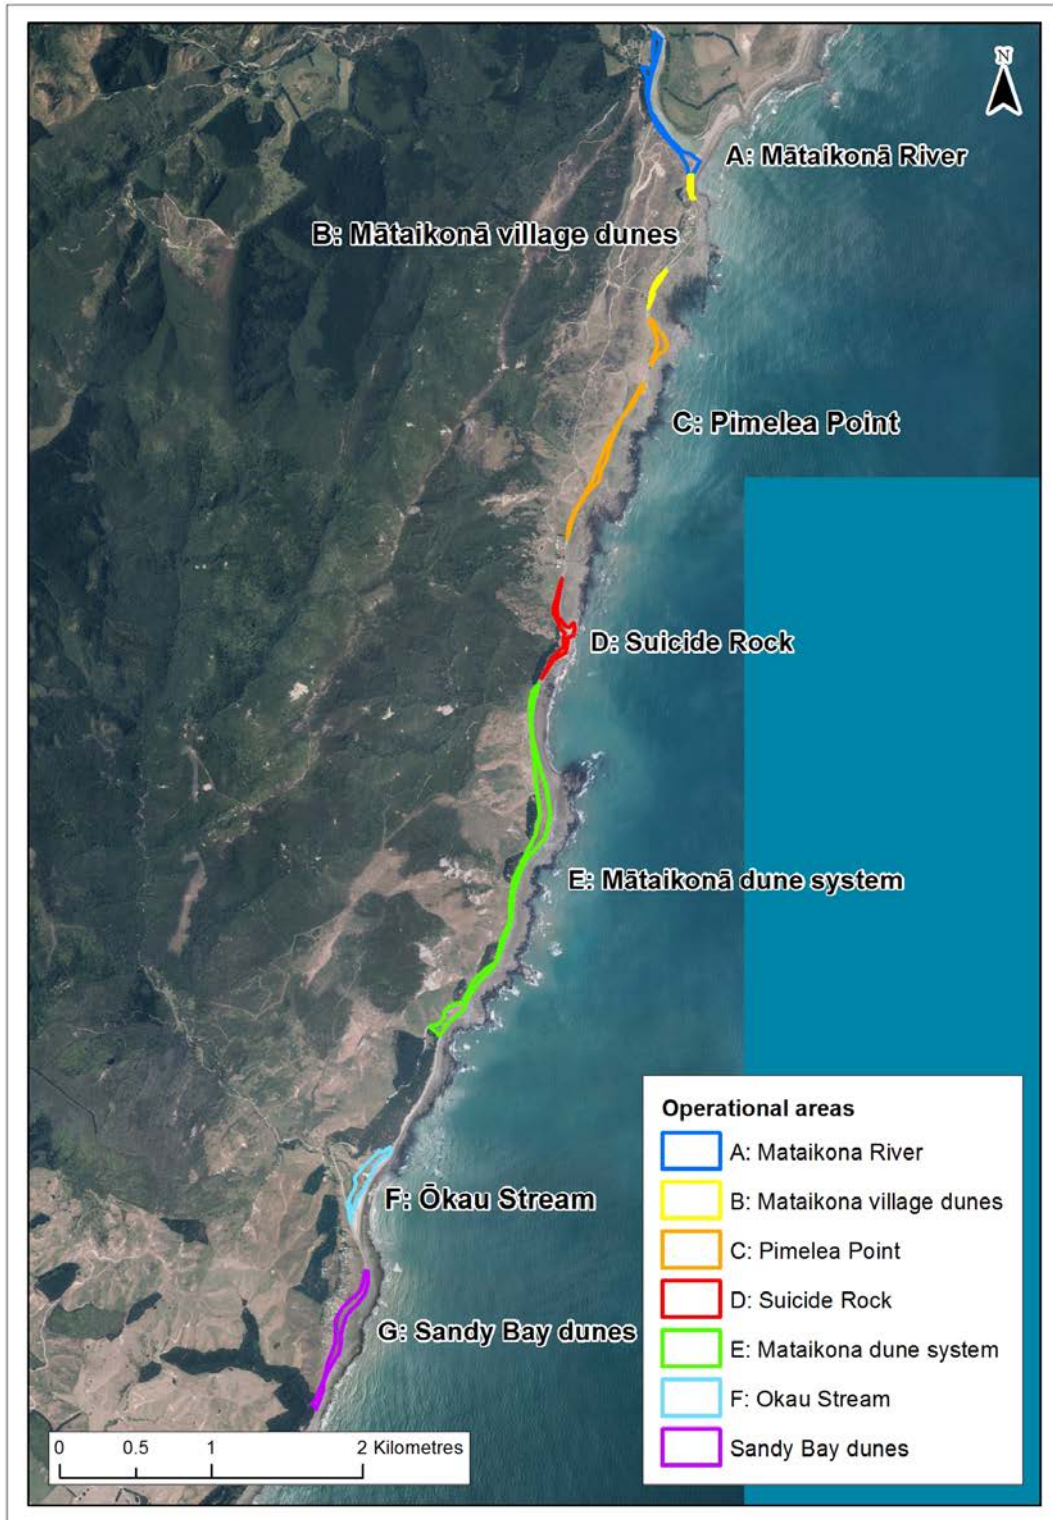 N
A: Mātaikonā River
B: Mātaikonā village dunes
C: Pimelea Point
D: Suicide Rock
E: Mātaikonā dune system
F: Ōkau Stream
G: Sandy Bay dunes
Operational areas
A: Mataikona River
B: Mataikona village dunes
C: Pimelea Point
D: Suicide Rock
E: Mataikona dune system
F: Okau Stream
Sandy Bay dunes
0 0.5 1 2 Kilometres